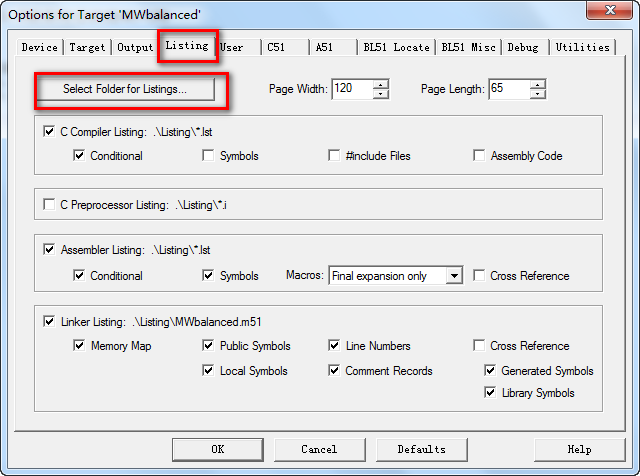 Options for Target 'MWbalanced'
Device Target Output Listing User C51 A51 BL51 Locate BL51 Misc Debug Utilities
Select Folder for Listings... Page Width: 120 Page Length: 65
C Compiler Listing: .\Listing\*.lst
Conditional Symbols #include Files Assembly Code
C Preprocessor Listing: .\Listing\*.i
Assembler Listing: .\Listing\*.lst
Conditional Symbols Macros: Final expansion only Cross Reference
Linker Listing: .\Listing\MWbalanced.m51
Memory Map Public Symbols Line Numbers Cross Reference
Local Symbols Comment Records Generated Symbols
Library Symbols
OK Cancel Defaults Help